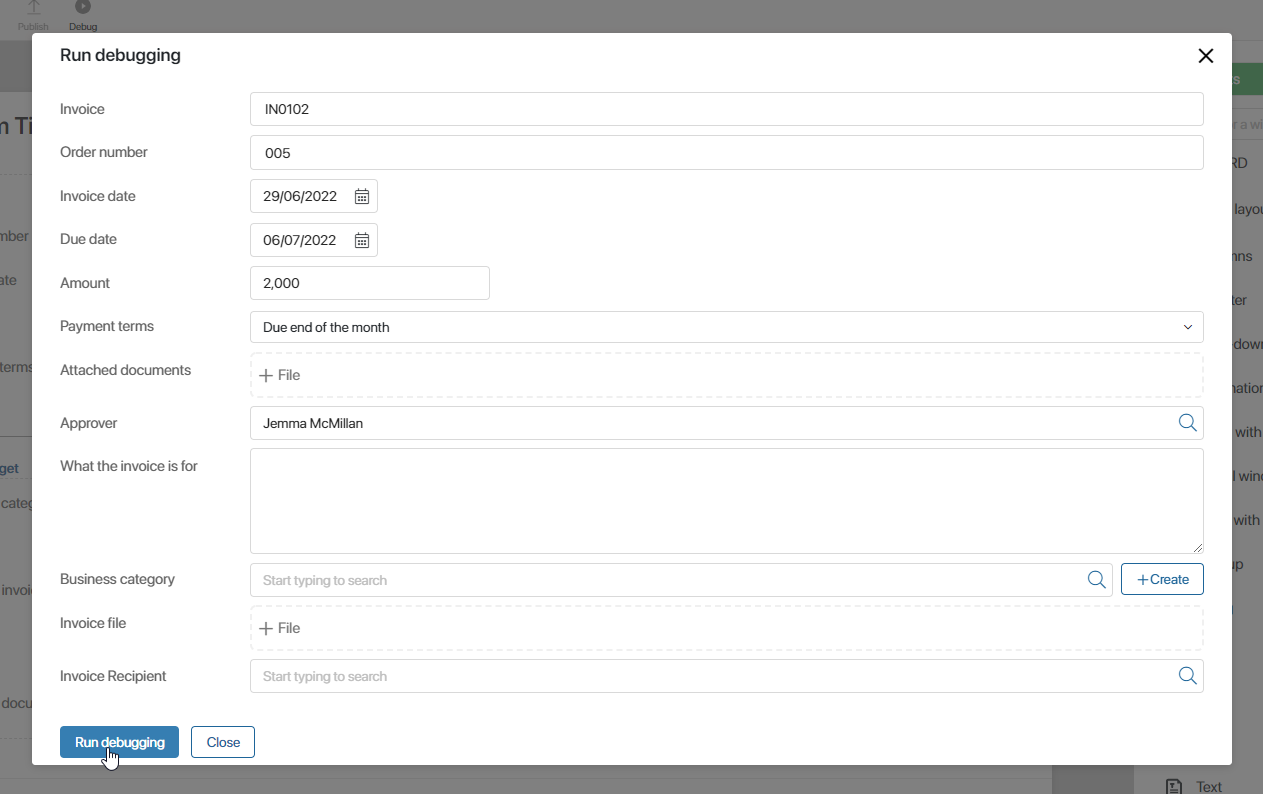 Publish
Debug
Run debugging
Invoice
IN0102
Order number
005
Invoice date
29/06/2022
Due date
06/07/2022
Amount
2,000
Payment terms
Due end of the month
Attached documents
+ File
Approver
Jemma McMillan
What the invoice is for
Business category
Start typing to search
+ Create
Invoice file
+ File
Invoice Recipient
Start typing to search
Run debugging
Close
terms
with
with
Text